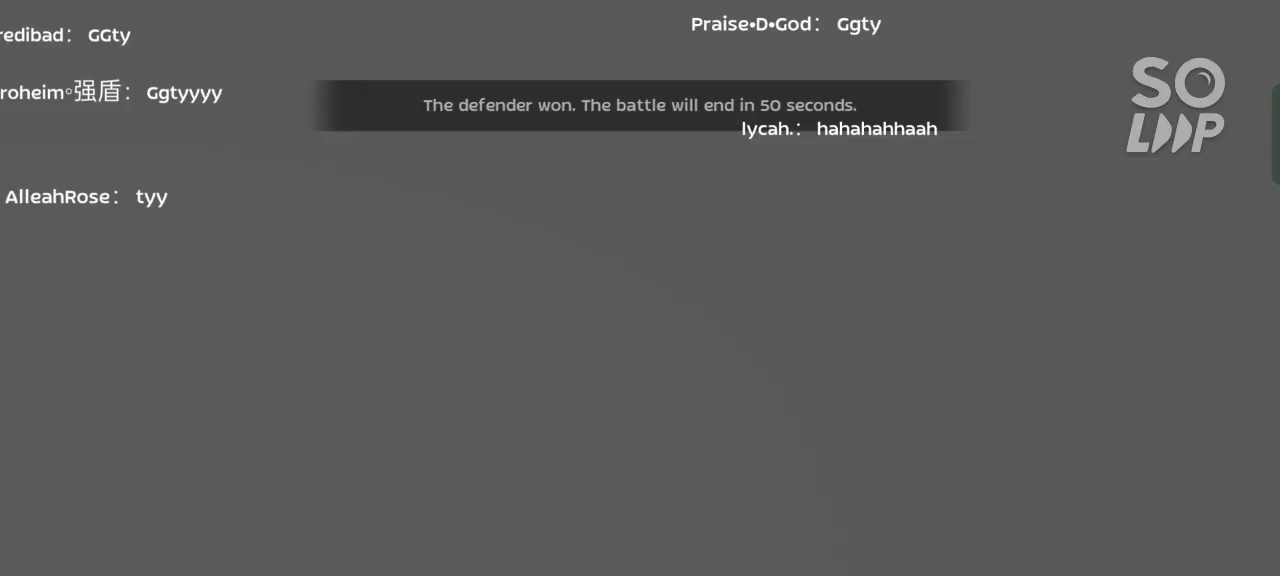 Praise•D•God： Ggty
redibad： GGty
roheim◦强盾： Ggtyyyy
The defender won. The battle will end in 50 seconds.
lycah.： hahahahhaah
AlleahRose： tyy
SO
LOOP